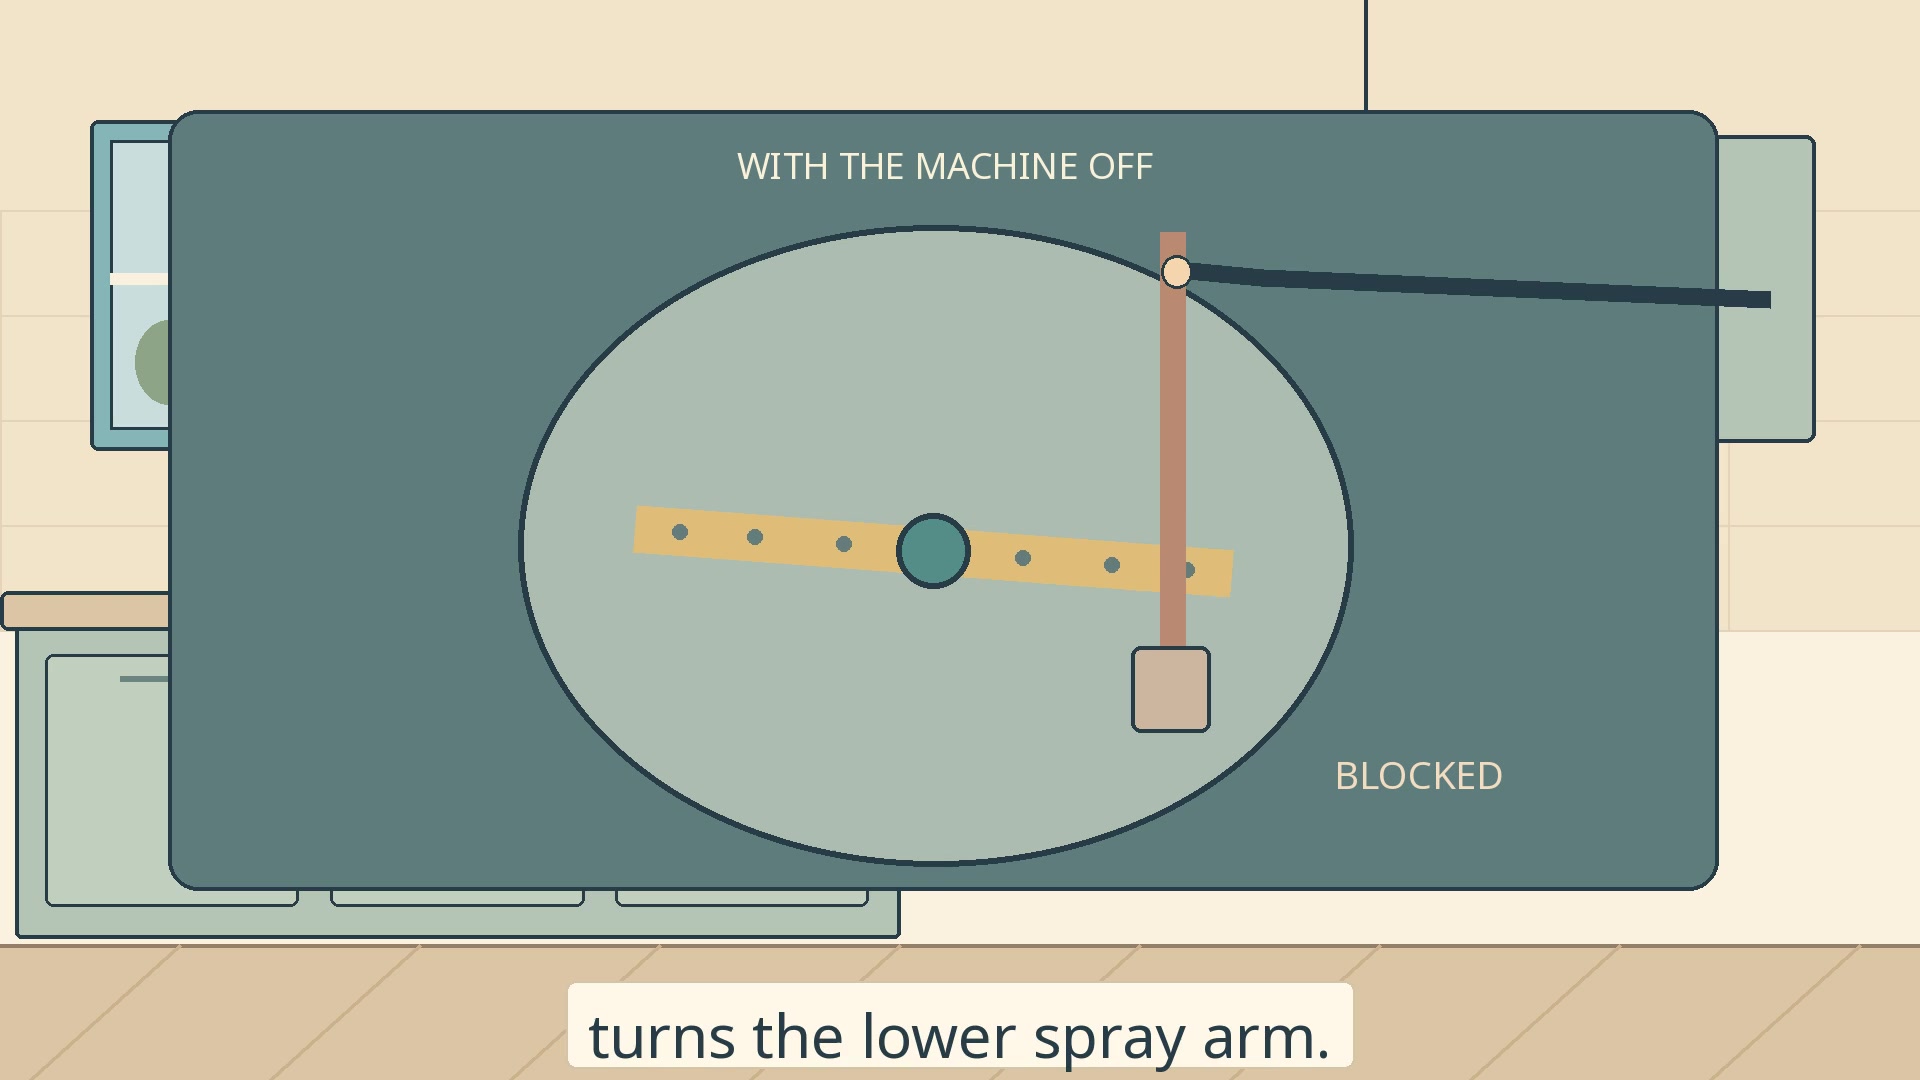 WITH THE MACHINE OFF
BLOCKED
turns the lower spray arm.